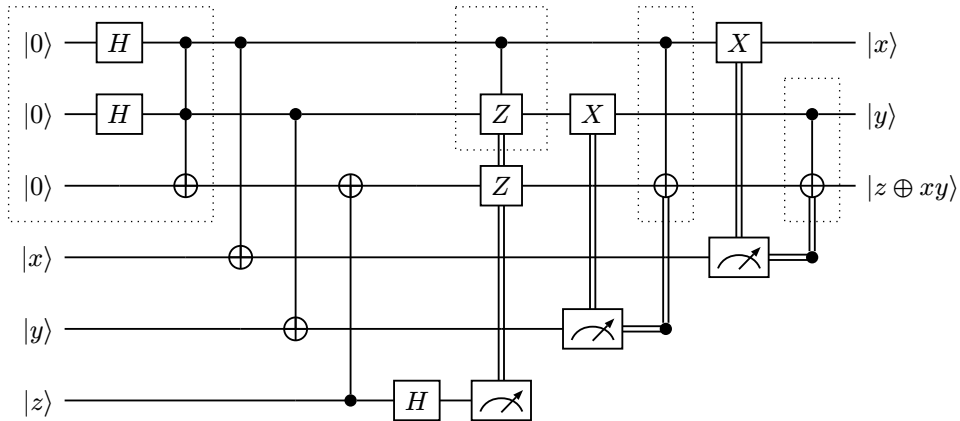 |0⟩ H X |x⟩
|0⟩ H Z X |y⟩
|0⟩ Z |z ⊕ xy⟩
|x⟩
|y⟩
|z⟩ H